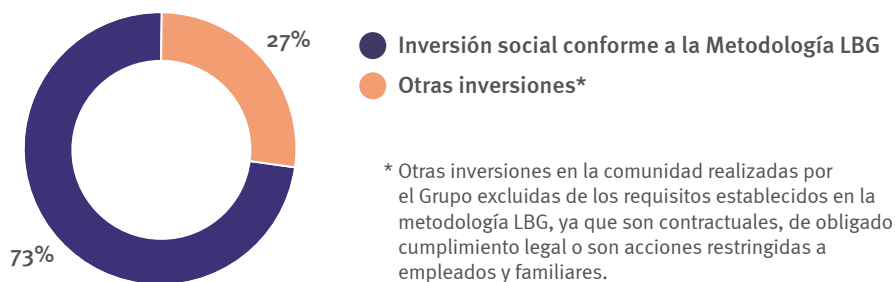 27%
Inversión social conforme a la Metodología LBG
Otras inversiones*
* Otras inversiones en la comunidad realizadas por
el Grupo excluidas de los requisitos establecidos en la
metodología LBG, ya que son contractuales, de obligado
cumplimiento legal o son acciones restringidas a
empleados y familiares.
73%